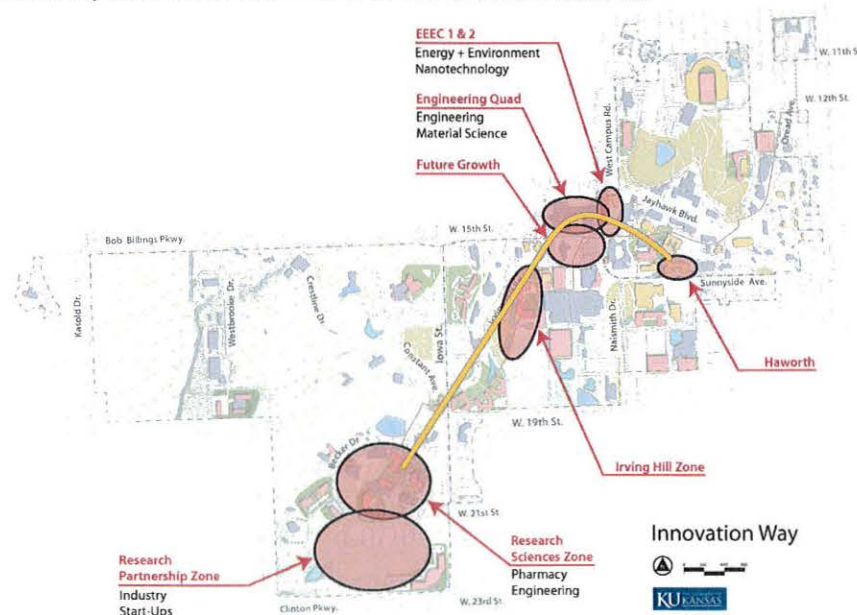 EEEC 1 & 2
Energy + Environment
Nanotechnology
Engineering Quad
Engineering
Material Science
Future Growth
W. 11th S
W. 12th St.
Oread Ave.
West Campus Rd.
Jayhawk Blvd.
W. 15th St.
Bob Billings Pkwy.
Sunnyside Ave.
Kasold Dr.
Westbrooke Dr.
Crestline Dr.
Constant Ave.
Iowa St.
Naismith Dr.
Haworth
W. 19th St.
Becker Dr.
Irving Hill Zone
W. 21st St
Innovation Way
Research
Sciences Zone
Pharmacy
Engineering
Research
Partnership Zone
Industry
Start-Ups
Clinton Pkwy.
W. 23rd St.
KU
KANSAS